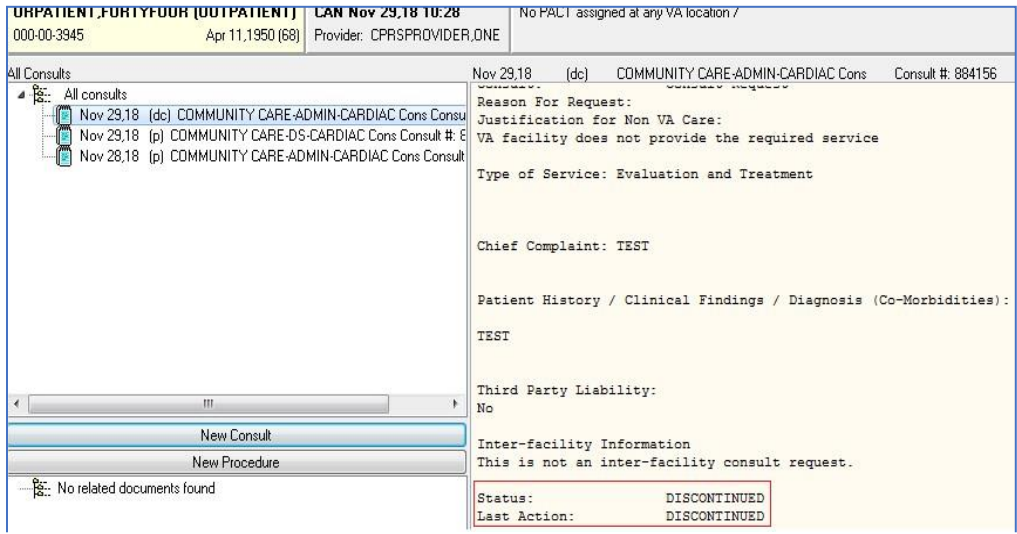 ORPATIENT,FORTYFOUR (OUTPATIENT)
000-00-3945 Apr 11,1950 (68)
CAN Nov 29,18 10:28
Provider: CPRSPROVIDER,ONE
No PACT assigned at any VA location /
All Consults
All consults
Nov 29,18 (dc) COMMUNITY CARE-ADMIN-CARDIAC Cons Consu
Nov 29,18 (p) COMMUNITY CARE-DS-CARDIAC Cons Consult #: 8
Nov 28,18 (p) COMMUNITY CARE-ADMIN-CARDIAC Cons Consult
New Consult
New Procedure
No related documents found
Nov 29,18 (dc) COMMUNITY CARE-ADMIN-CARDIAC Cons Consult #: 884156
Consult: Consult Request
Reason For Request:
Justification for Non VA Care:
VA facility does not provide the required service
Type of Service: Evaluation and Treatment
Chief Complaint: TEST
Patient History / Clinical Findings / Diagnosis (Co-Morbidities):
TEST
Third Party Liability:
No
Inter-facility Information
This is not an inter-facility consult request.
Status: DISCONTINUED
Last Action: DISCONTINUED